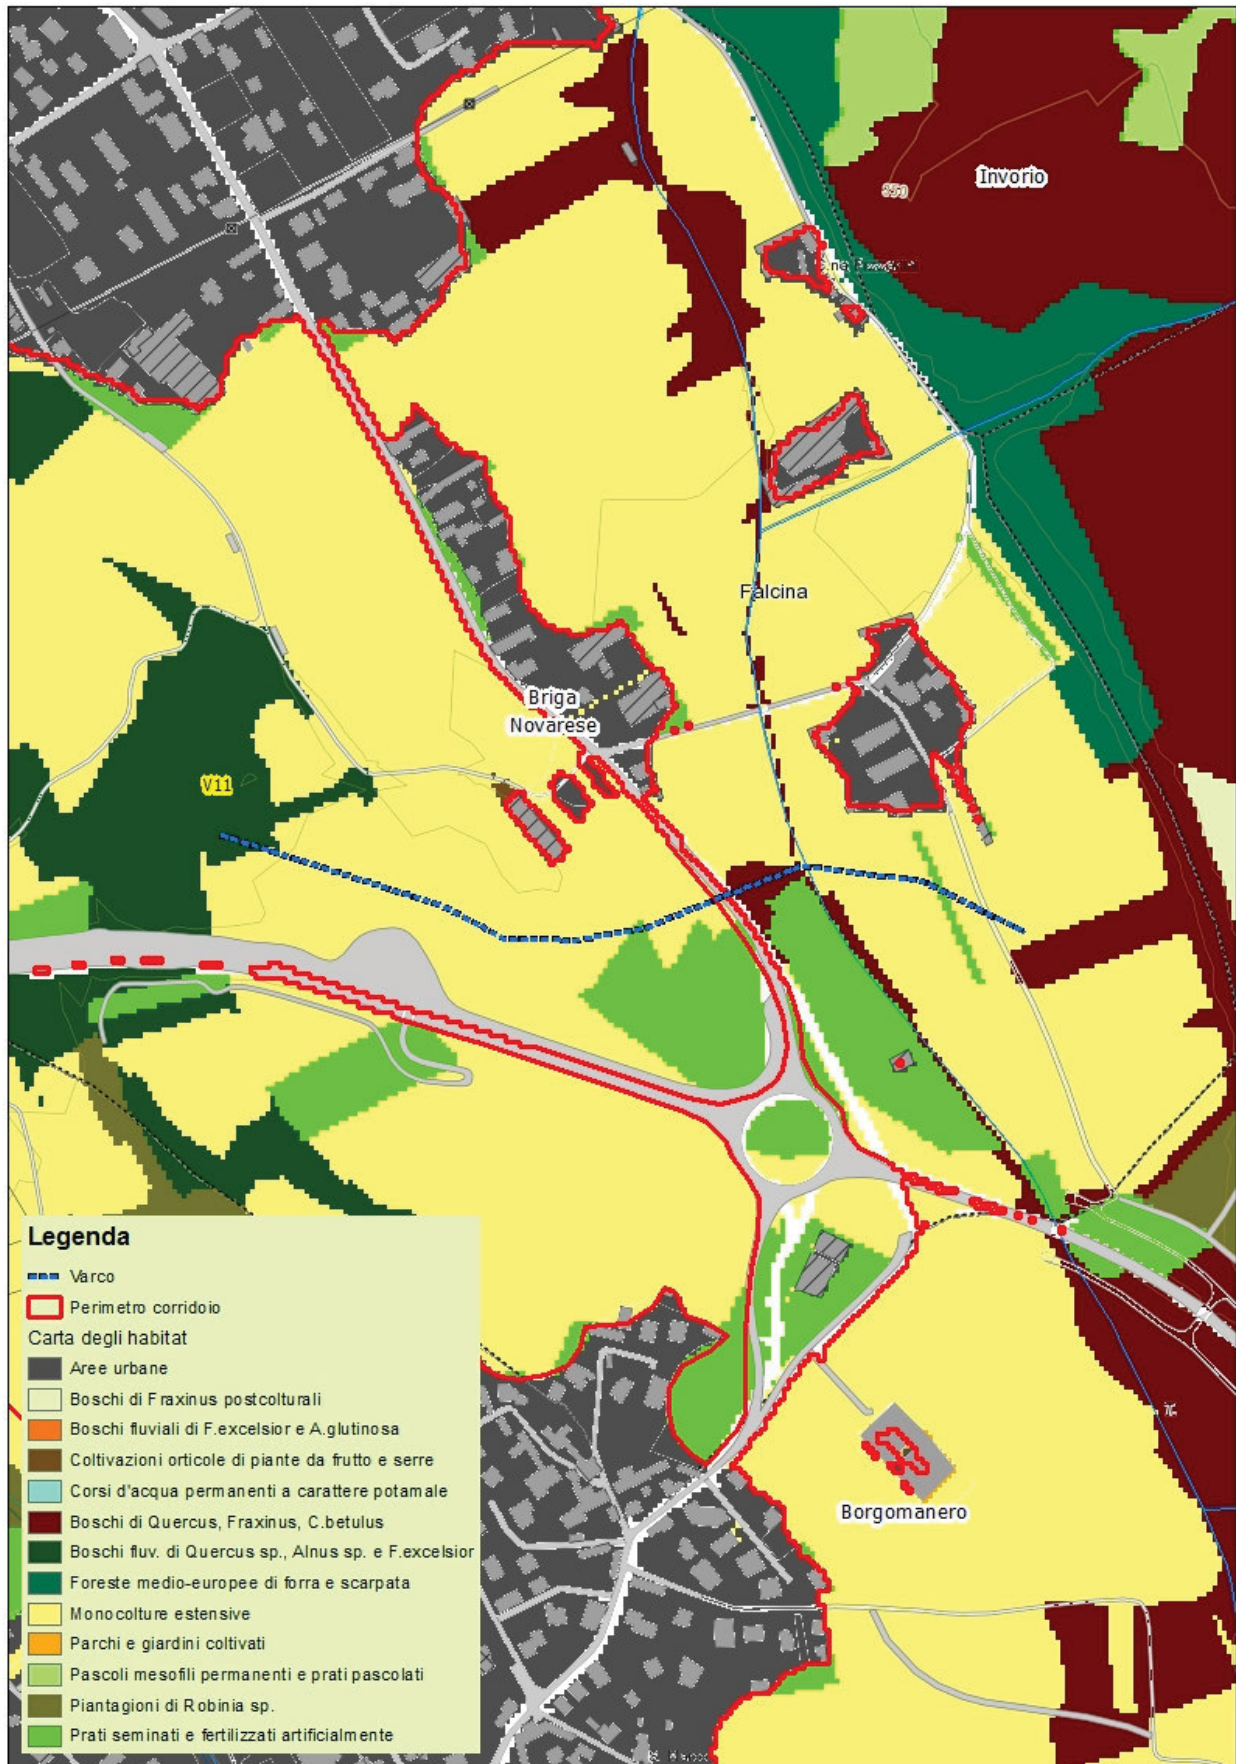 Invorio
350
Falcina
Briga
Novarese
V11
Borgomanero
Legenda
Varco
Perimetro corridoio
Carta degli habitat
Aree urbane
Boschi di Fraxinus postcolturali
Boschi fluviali di F.excelsior e A.glutinosa
Coltivazioni orticole di piante da frutto e serre
Corsi d'acqua permanenti a carattere potamale
Boschi di Quercus, Fraxinus, C.betulus
Boschi fluv. di Quercus sp., Alnus sp. e F.excelsior
Foreste medio-europee di forra e scarpata
Monocolture estensive
Parchi e giardini coltivati
Pascoli mesofili permanenti e prati pascolati
Piantagioni di Robinia sp.
Prati seminati e fertilizzati artificialmente